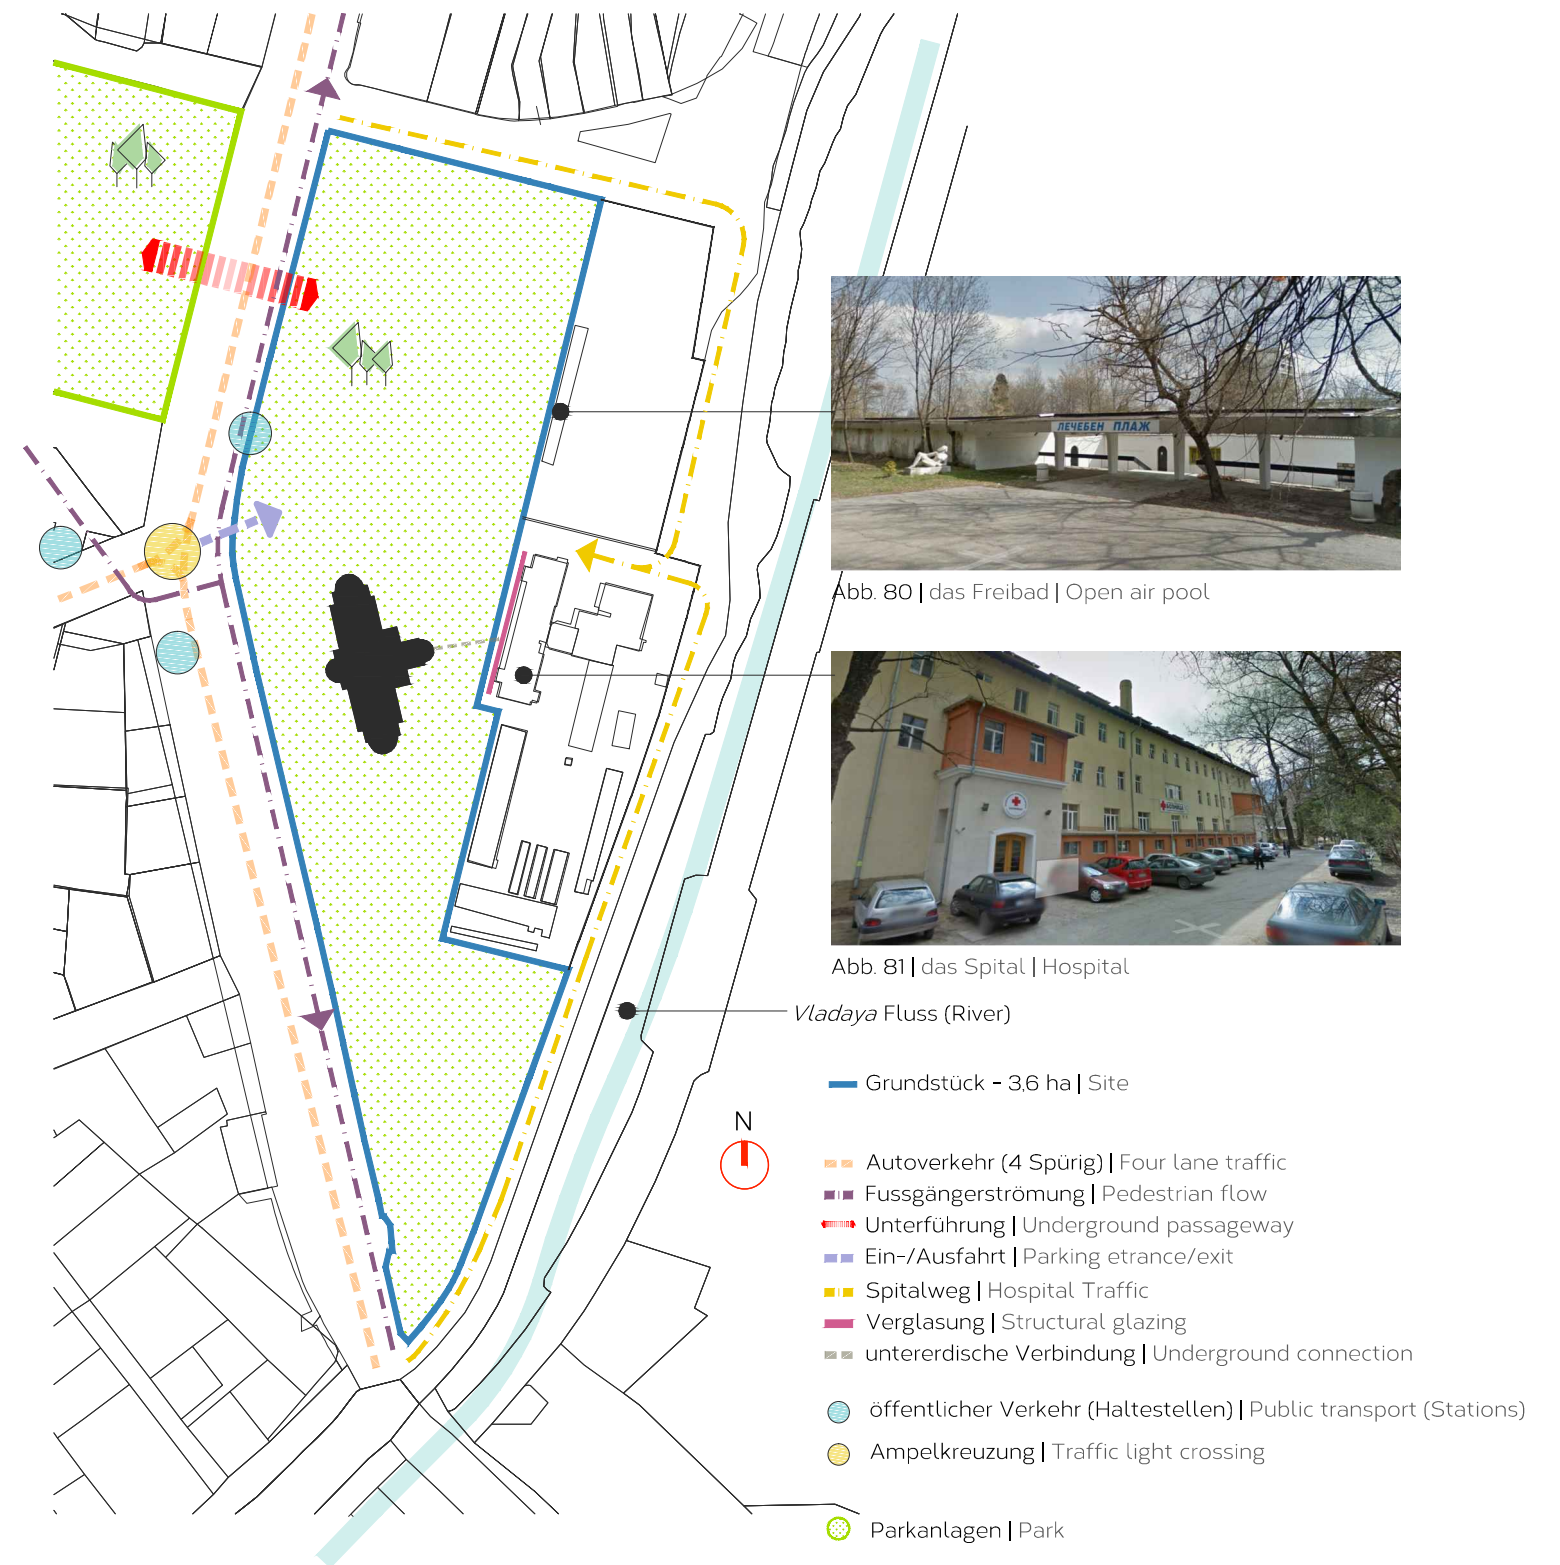 ЛЕЧЕБЕН ПЛАЖ
Abb. 80 | das Freibad | Open air pool
Abb. 81 | das Spital | Hospital
Vladaya Fluss (River)
Grundstück - 3,6 ha | Site
N
Autoverkehr (4 Spürig) | Four lane traffic
Fussgängerströmung | Pedestrian flow
Unterführung | Underground passageway
Ein-/Ausfahrt | Parking etrance/exit
Spitalweg | Hospital Traffic
Verglasung | Structural glazing
untererdische Verbindung | Underground connection
öffentlicher Verkehr (Haltestellen) | Public transport (Stations)
Ampelkreuzung | Traffic light crossing
Parkanlagen | Park